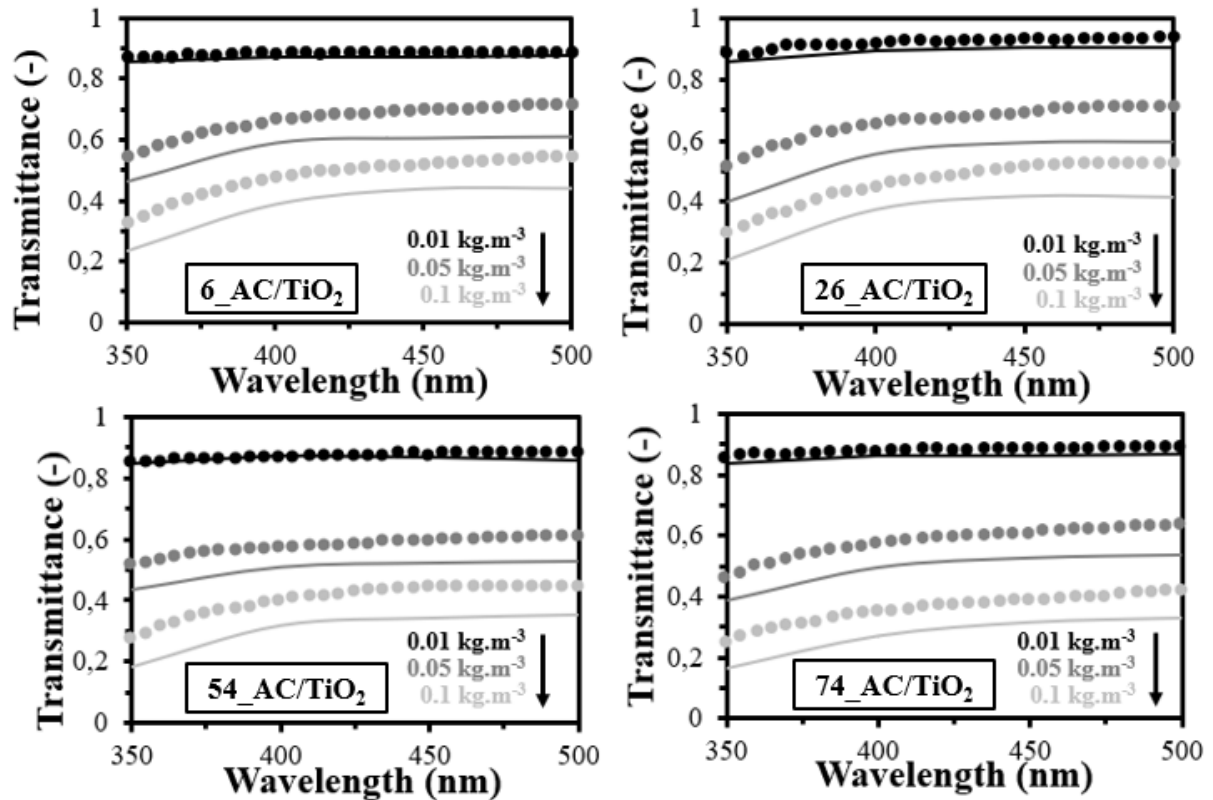 Transmittance (-)
1
0,8
0,6
0,4
0,2
0
0.01 kg.m-3
0.05 kg.m-3
0.1 kg.m-3
6_AC/TiO2
350 400 450 500
Wavelength (nm)
Transmittance (-)
1
0,8
0,6
0,4
0,2
0
0.01 kg.m-3
0.05 kg.m-3
0.1 kg.m-3
26_AC/TiO2
350 400 450 500
Wavelength (nm)
Transmittance (-)
1
0,8
0,6
0,4
0,2
0
0.01 kg.m-3
0.05 kg.m-3
0.1 kg.m-3
54_AC/TiO2
350 400 450 500
Wavelength (nm)
Transmittance (-)
1
0,8
0,6
0,4
0,2
0
0.01 kg.m-3
0.05 kg.m-3
0.1 kg.m-3
74_AC/TiO2
350 400 450 500
Wavelength (nm)